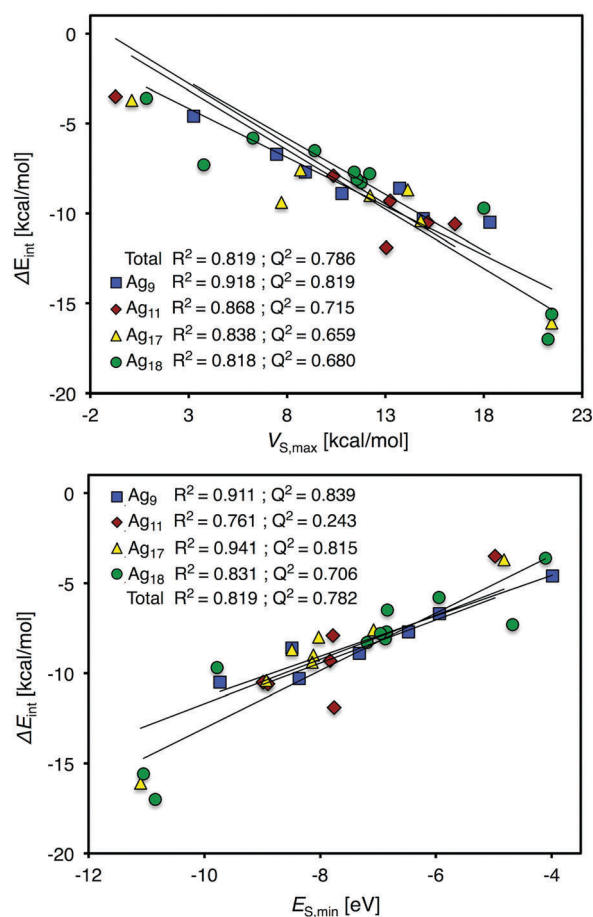 0
-5
-10
-15
-20
ΔE_int [kcal/mol]
Total R² = 0.819 ; Q² = 0.786
Ag₉ R² = 0.918 ; Q² = 0.819
Ag₁₁ R² = 0.868 ; Q² = 0.715
Ag₁₇ R² = 0.838 ; Q² = 0.659
Ag₁₈ R² = 0.818 ; Q² = 0.680
-2 3 8 13 18 23
V_S,max [kcal/mol]
0
-5
-10
-15
-20
ΔE_int [kcal/mol]
Ag₉ R² = 0.911 ; Q² = 0.839
Ag₁₁ R² = 0.761 ; Q² = 0.243
Ag₁₇ R² = 0.941 ; Q² = 0.815
Ag₁₈ R² = 0.831 ; Q² = 0.706
Total R² = 0.819 ; Q² = 0.782
-12 -10 -8 -6 -4
E_S,min [eV]